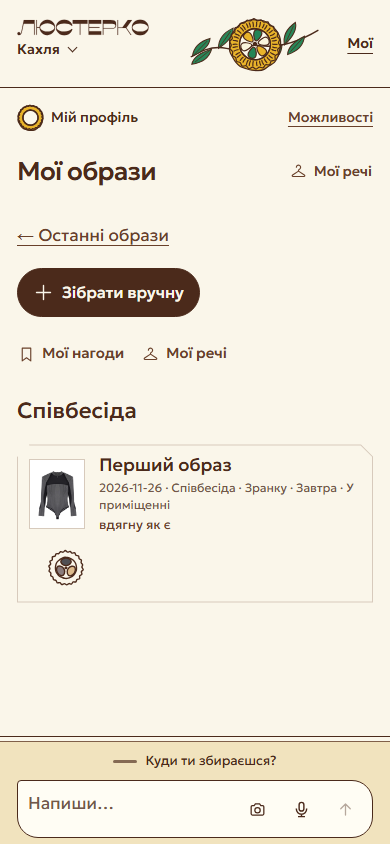 ЛЮСТЕРКО
Кахля
Мої
Мій профіль
Можливості
Мої образи
Мої речі
← Останні образи
Зібрати вручну
Мої нагоди
Мої речі
Співбесіда
Перший образ
2026-11-26 · Співбесіда · Зранку · Завтра · У
приміщенні
вдягну як є
Куди ти збираєшся?
Напиши...